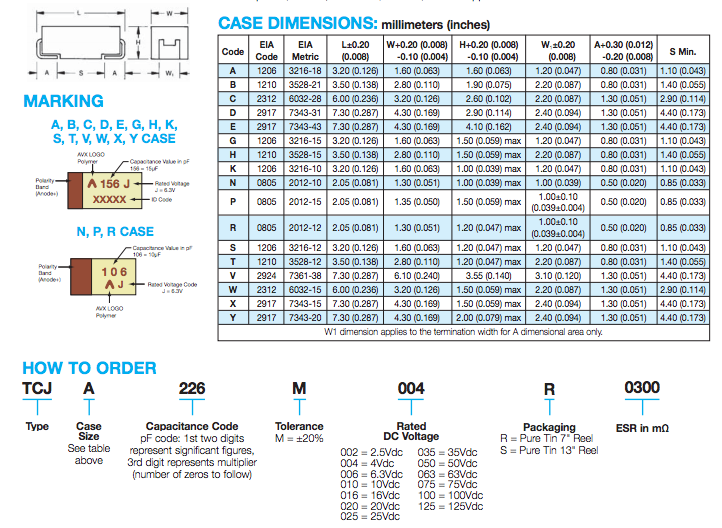 L
W
H
A
S
A
W₁
MARKING
A, B, C, D, E, G, H, K,
S, T, V, W, X, Y CASE
AVX LOGO
Polymer
Capacitance Value in pF
156 = 15µF
Polarity
Band
(Anode+)
156 J
XXXXX
Rated Voltage
J = 6.3V
ID Code
N, P, R CASE
Capacitance Value in pF
106 = 10µF
Polarity
Band
(Anode+)
106
J
Rated Voltage Code
J = 6.3V
AVX LOGO
Polymer
CASE DIMENSIONS: millimeters (inches)
Code EIA Code EIA Metric L±0.20 (0.008) W+0.20 (0.008) -0.10 (0.004) H+0.20 (0.008) -0.10 (0.004) W₁±0.20 (0.008) A+0.30 (0.012) -0.20 (0.008) S Min.
A 1206 3216-18 3.20 (0.126) 1.60 (0.063) 1.60 (0.063) 1.20 (0.047) 0.80 (0.031) 1.10 (0.043)
B 1210 3528-21 3.50 (0.138) 2.80 (0.110) 1.90 (0.075) 2.20 (0.087) 0.80 (0.031) 1.40 (0.055)
C 2312 6032-28 6.00 (0.236) 3.20 (0.126) 2.60 (0.102) 2.20 (0.087) 1.30 (0.051) 2.90 (0.114)
D 2917 7343-31 7.30 (0.287) 4.30 (0.169) 2.90 (0.114) 2.40 (0.094) 1.30 (0.051) 4.40 (0.173)
E 2917 7343-43 7.30 (0.287) 4.30 (0.169) 4.10 (0.162) 2.40 (0.094) 1.30 (0.051) 4.40 (0.173)
G 1206 3216-15 3.20 (0.126) 1.60 (0.063) 1.50 (0.059) max 1.20 (0.047) 0.80 (0.031) 1.10 (0.043)
H 1210 3528-15 3.50 (0.138) 2.80 (0.110) 1.50 (0.059) max 2.20 (0.087) 0.80 (0.031) 1.40 (0.055)
K 1206 3216-10 3.20 (0.126) 1.60 (0.063) 1.00 (0.039) max 1.20 (0.047) 0.80 (0.031) 1.10 (0.043)
N 0805 2012-10 2.05 (0.081) 1.30 (0.051) 1.00 (0.039) max 1.00 (0.039) 0.50 (0.020) 0.85 (0.033)
P 0805 2012-15 2.05 (0.081) 1.35 (0.050) 1.50 (0.059) max 1.00±0.10 (0.039±0.004) 0.50 (0.020) 0.85 (0.033)
R 0805 2012-12 2.05 (0.081) 1.30 (0.051) 1.20 (0.047) max 1.00±0.10 (0.039±0.004) 0.50 (0.020) 0.85 (0.033)
S 1206 3216-12 3.20 (0.126) 1.60 (0.063) 1.20 (0.047) max 1.20 (0.047) 0.80 (0.031) 1.10 (0.043)
T 1210 3528-12 3.50 (0.138) 2.80 (0.110) 1.20 (0.047) max 2.20 (0.087) 0.80 (0.031) 1.40 (0.055)
V 2924 7361-38 7.30 (0.287) 6.10 (0.240) 3.55 (0.140) 3.10 (0.120) 1.30 (0.051) 4.40 (0.173)
W 2312 6032-15 6.00 (0.236) 3.20 (0.126) 1.50 (0.059) max 2.20 (0.087) 1.30 (0.051) 2.90 (0.114)
X 2917 7343-15 7.30 (0.287) 4.30 (0.169) 1.50 (0.059) max 2.40 (0.094) 1.30 (0.051) 4.40 (0.173)
Y 2917 7343-20 7.30 (0.287) 4.30 (0.169) 2.00 (0.079) max 2.40 (0.094) 1.30 (0.051) 4.40 (0.173)
W1 dimension applies to the termination width for A dimensional area only.
HOW TO ORDER
TCJ A 226 M 004 R 0300
Type
Case
Size
See table
above
Capacitance Code
pF code: 1st two digits
represent significant figures,
3rd digit represents multiplier
(number of zeros to follow)
Tolerance
M = ±20%
Rated
DC Voltage
002 = 2.5Vdc 035 = 35Vdc
004 = 4Vdc 050 = 50Vdc
006 = 6.3Vdc 063 = 63Vdc
010 = 10Vdc 075 = 75Vdc
016 = 16Vdc 100 = 100Vdc
020 = 20Vdc 125 = 125Vdc
025 = 25Vdc
Packaging
R = Pure Tin 7" Reel
S = Pure Tin 13" Reel
ESR in mΩ